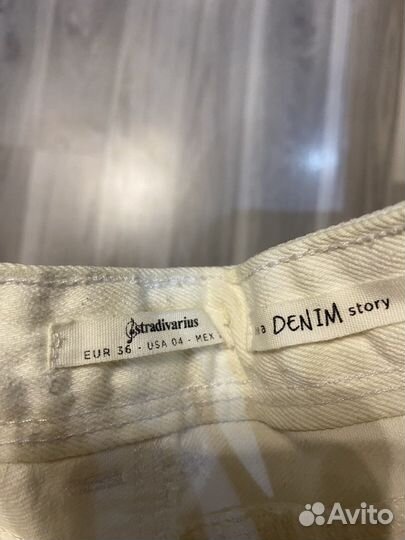 stradivarius
EUR 36 - USA 04 - MEX
DENIM story
Avito